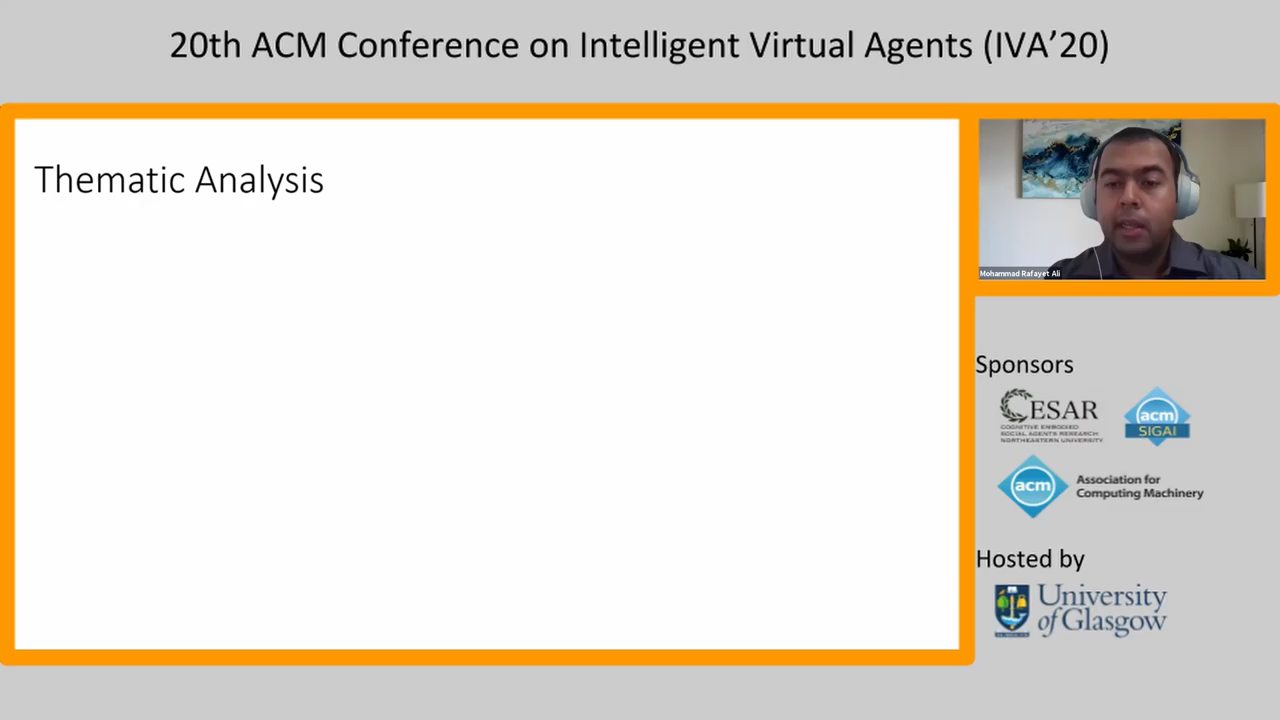 20th ACM Conference on Intelligent Virtual Agents (IVA’20)
Thematic Analysis
Mohammad Rafayet Ali
Sponsors
CESAR
COGNITIVE EMBODIED
SOCIAL AGENTS RESEARCH
NORTHEASTERN UNIVERSITY
acm
SIGAI
acm
Association for
Computing Machinery
Hosted by
University
of Glasgow